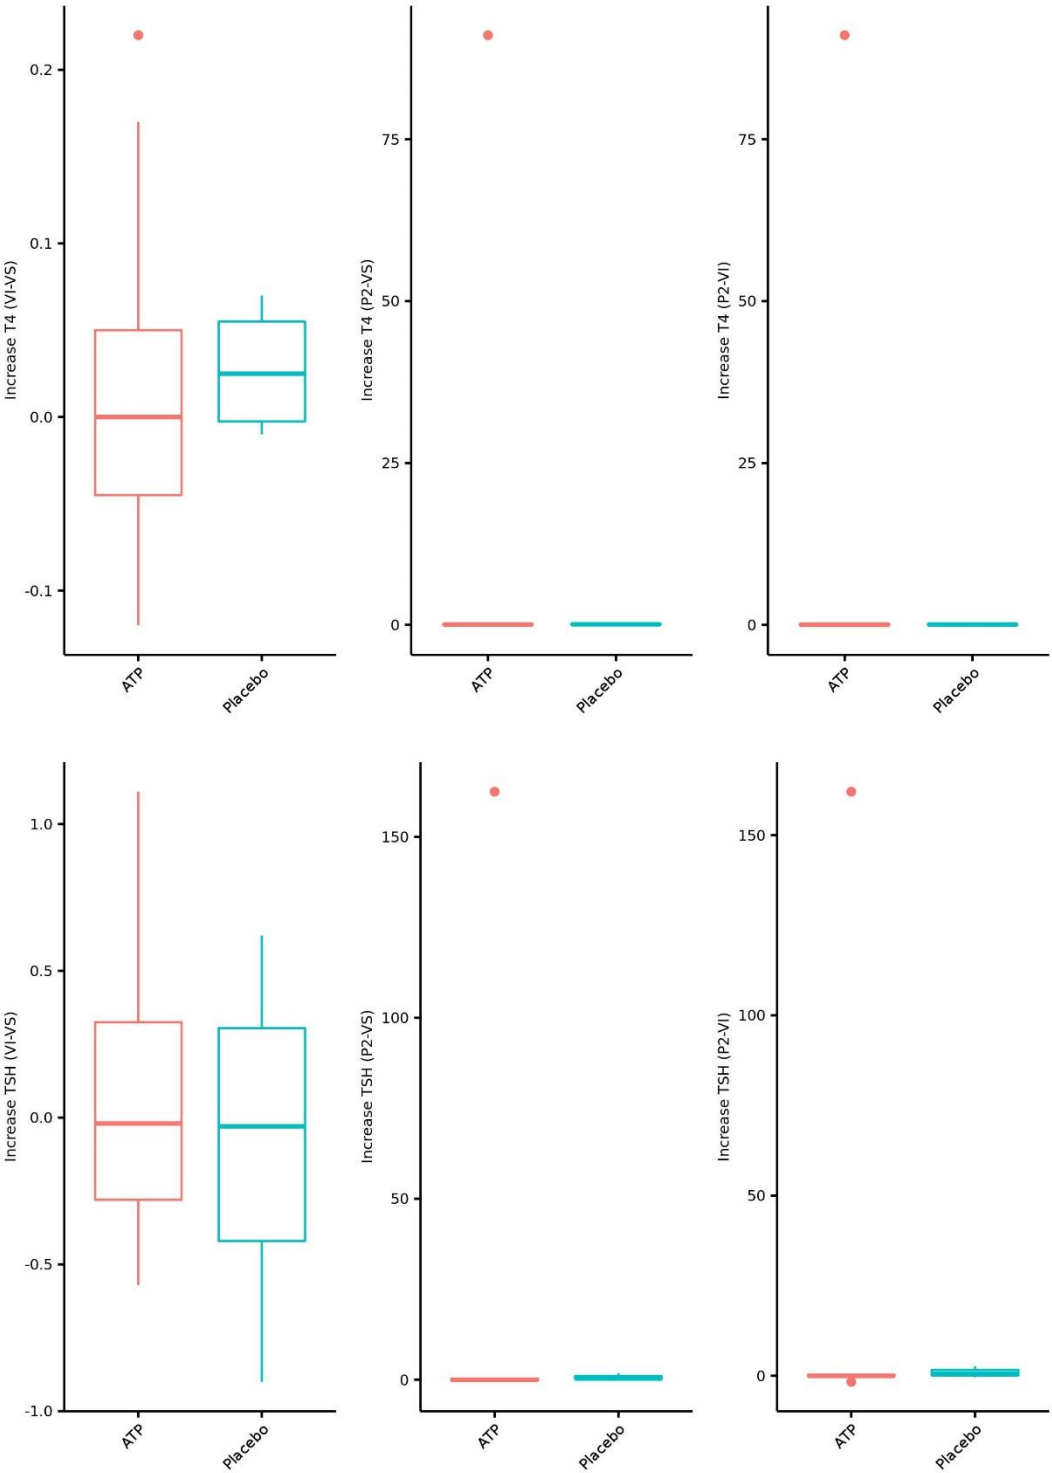 Increase T4 (VI-VS)
0.2
0.1
0.0
-0.1
ATP
Placebo
Increase T4 (P2-VS)
75
50
25
0
ATP
Placebo
Increase T4 (P2-VI)
75
50
25
0
ATP
Placebo
Increase TSH (VI-VS)
1.0
0.5
0.0
-0.5
-1.0
ATP
Placebo
Increase TSH (P2-VS)
150
100
50
0
ATP
Placebo
Increase TSH (P2-VI)
150
100
50
0
ATP
Placebo